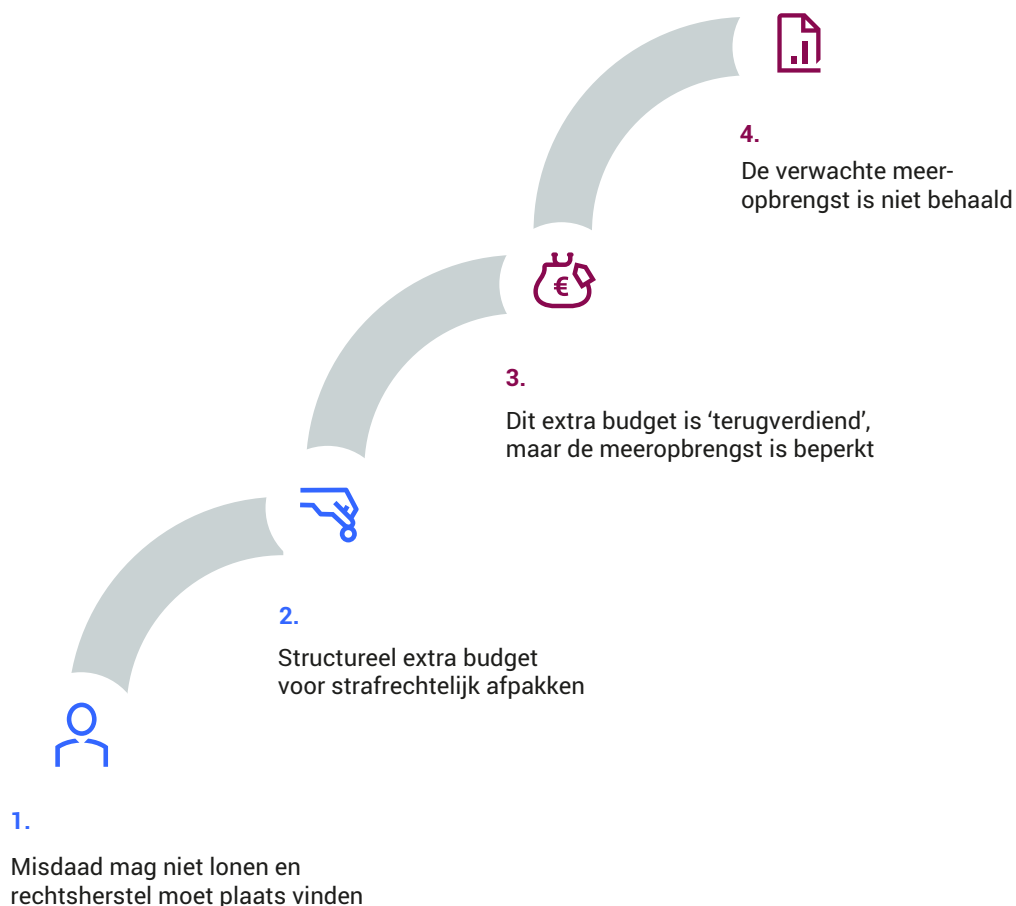 4.
De verwachte meer-
opbrengst is niet behaald
€
3.
Dit extra budget is ‘terugverdiend’,
maar de meeropbrengst is beperkt
2.
Structureel extra budget
voor strafrechtelijk afpakken
1.
Misdaad mag niet lonen en
rechtsherstel moet plaats vinden